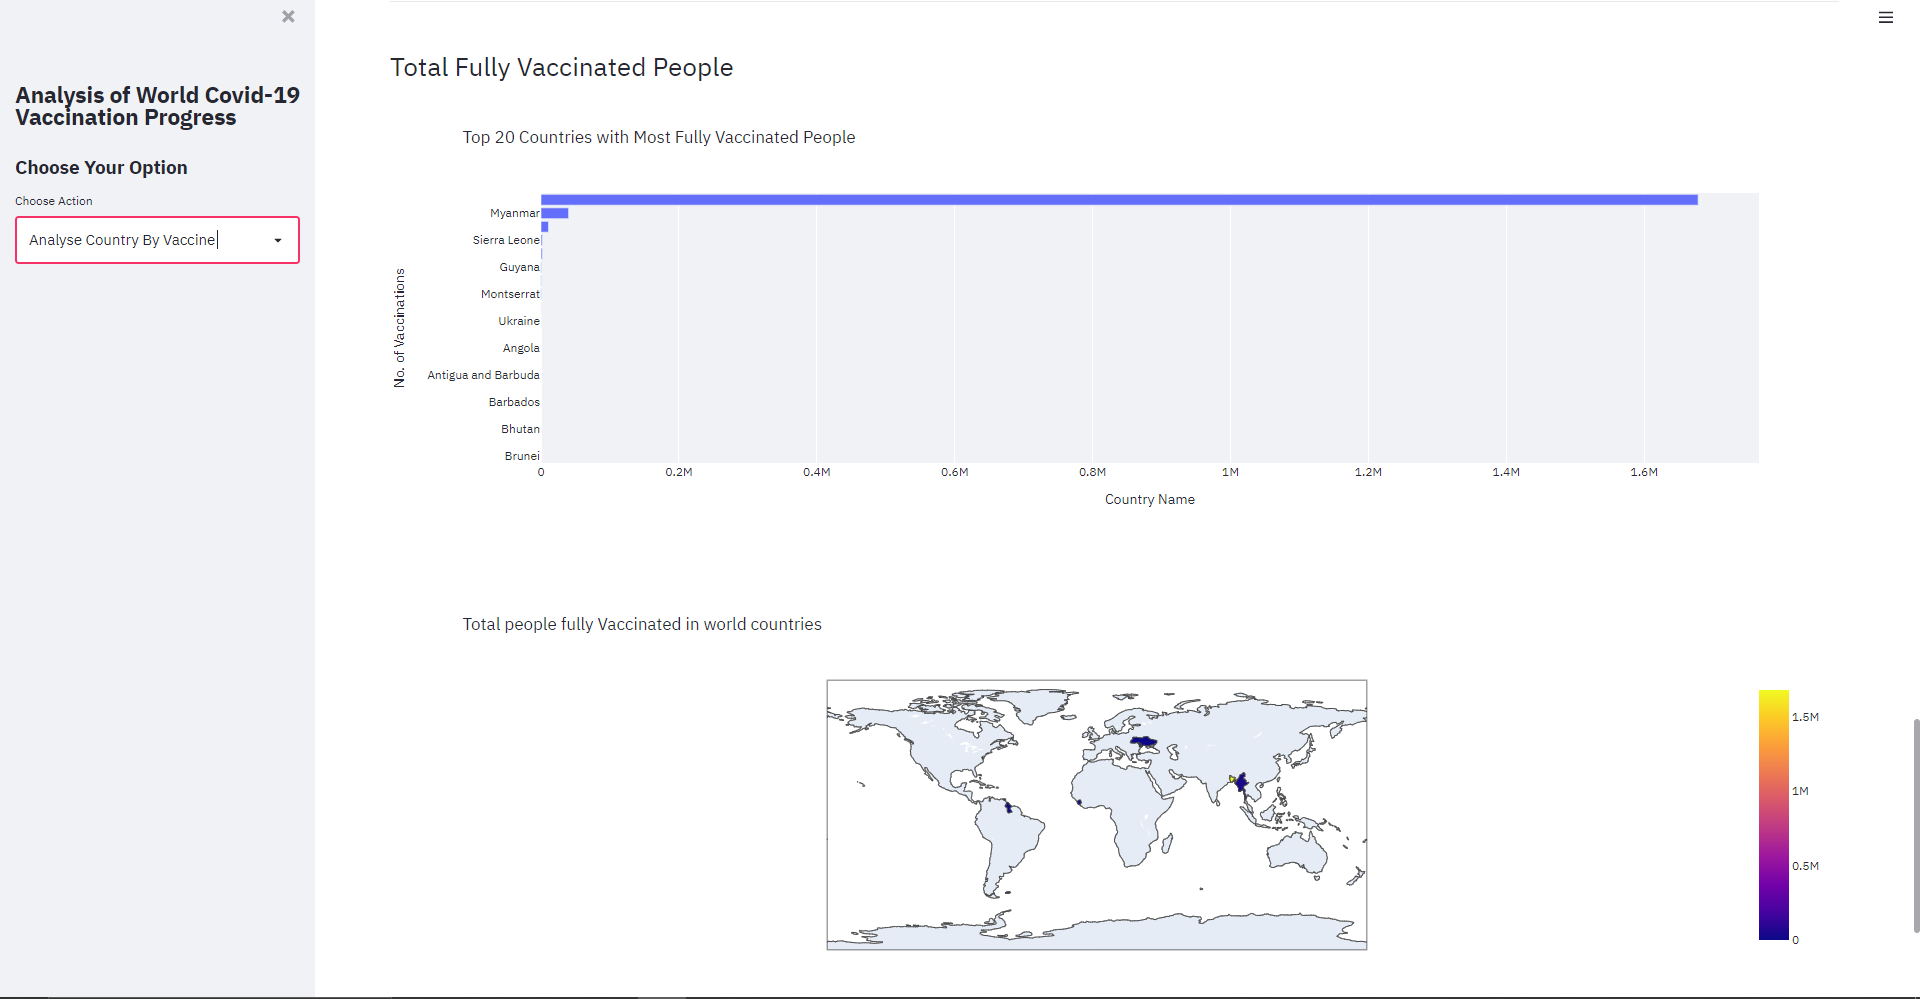 Analysis of World Covid-19
Vaccination Progress
Choose Your Option
Choose Action
Analyse Country By Vaccine
Total Fully Vaccinated People
Top 20 Countries with Most Fully Vaccinated People
No. of Vaccinations
Myanmar
Sierra Leone
Guyana
Montserrat
Ukraine
Angola
Antigua and Barbuda
Barbados
Bhutan
Brunei
0 0.2M 0.4M 0.6M 0.8M 1M 1.2M 1.4M 1.6M
Country Name
Total people fully Vaccinated in world countries
1.5M
1M
0.5M
0